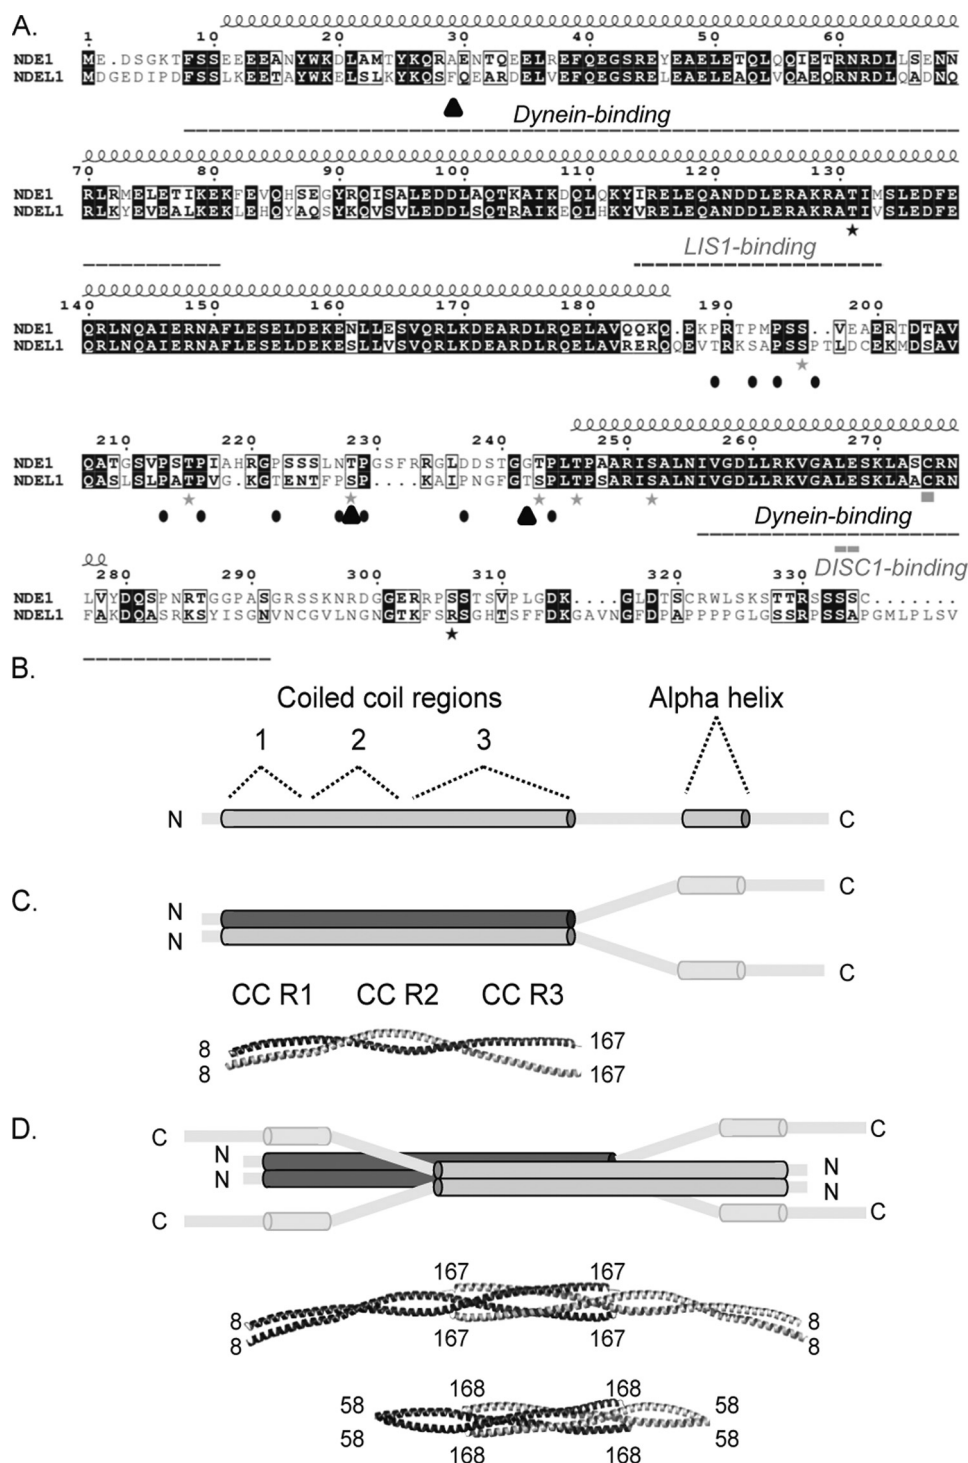 A.
1 10 20 30 40 50 60
NDE1 ME.DSGKTFSSEEEEANYWKDLAMTYKQRAENTQEELREFQEGSREYEAELETQLQQIETRNRDLLSENN
NDEL1 MDGEDIPDFSSLKEETAYWKELSLKYKQSFQEARDELVEFQEGSRELEAELEAQLVQAEQRNRDLQADNQ
Dynein-binding
70 80 90 100 110 120 130
NDE1 RLRMELETIKEKFEVQHSEGYRQISALEDDLAQTKAIKDQLQKYIRELEQANDDLERAKRATIMSLEDFE
NDEL1 RLKYEVEALKEKLEHQYAQSYKQVSVLEDDLSQTRAIKEQLHKYVRELEQANDDLERAKRATIVSLEDFE
LIS1-binding
140 150 160 170 180 190 200
NDE1 QRLNQAIERNAFLESELDEKENLLESVQRLKDEARDLRQELAVQQKQ.EKPRTPMPSS..VEAERTDTAV
NDEL1 QRLNQAIERNAFLESELDEKESLLVSVQRLKDEARDLRQELAVRERQQEVTRKSAPSSPTLDCEKMDSAV
210 220 230 240 250 260 270
NDE1 QATGSVPSTPIAHRGPSSSLNTPGSFRRGLDDSTGGTPLTPAARISALNIVGDLLRKVGALESKLASCRN
NDEL1 QASLSLPATPVG.KGTENTFPSP....KAIPNGFGTSPLTPSARISALNIVGDLLRKVGALESKLAACRN
Dynein-binding
280 290 300 310 320 330 DISC1-binding
NDE1 LVYDQSPNRTGGPASGRSSKNRDGGERRPSSTSVPLGDK....GLDTSCRWLSKSTTRSSSSC.......
NDEL1 FAKDQASRKSYISGNVNCGVLNGNGTKFSRSGHTSFFDKGAVNGFDPAPPPPGLGSSRPSSAPGMLPLSV
B.
Coiled coil regions Alpha helix
1 2 3
N C
C.
C
N
N
C
CC R1 CC R2 CC R3
8 167
8 167
D.
C C
N N
N N
C C
167 167
8 8
8 8
167 167
168 168
58 58
58 58
168 168